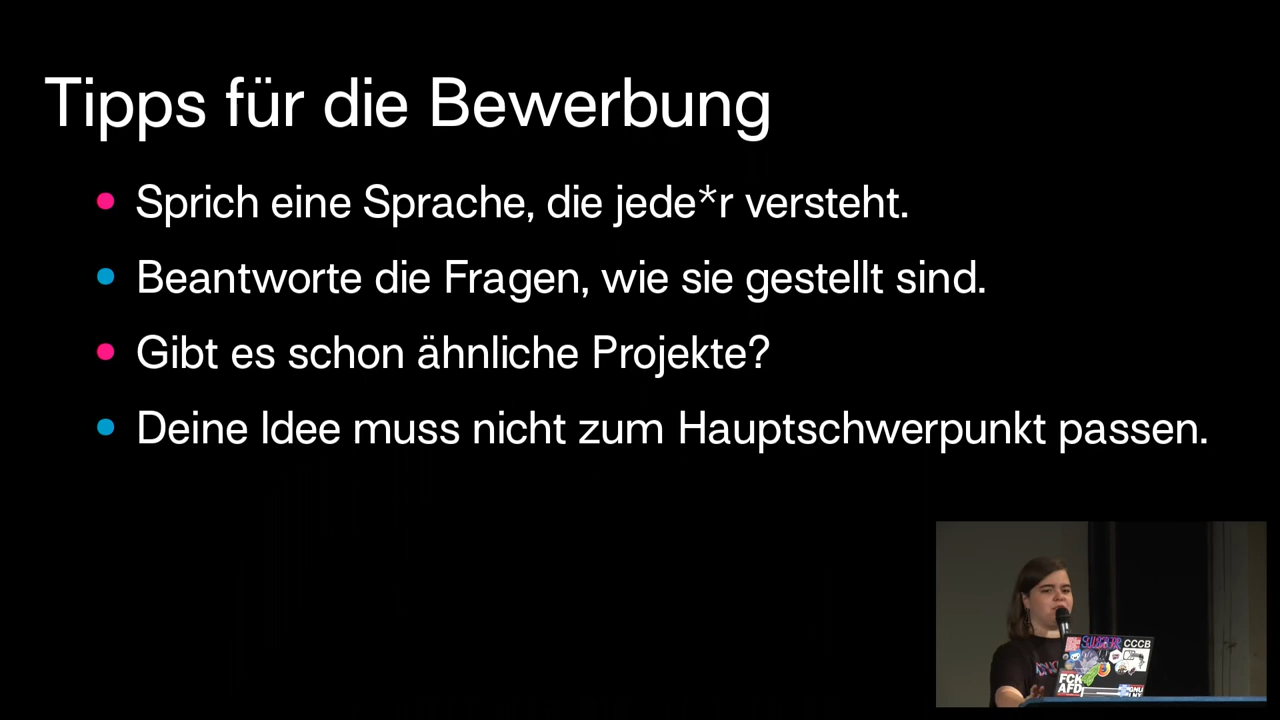 Tipps für die Bewerbung
Sprich eine Sprache, die jede*r versteht.
Beantworte die Fragen, wie sie gestellt sind.
Gibt es schon ähnliche Projekte?
Deine Idee muss nicht zum Hauptschwerpunkt passen.
CCCB
FCK
AFD
GNU